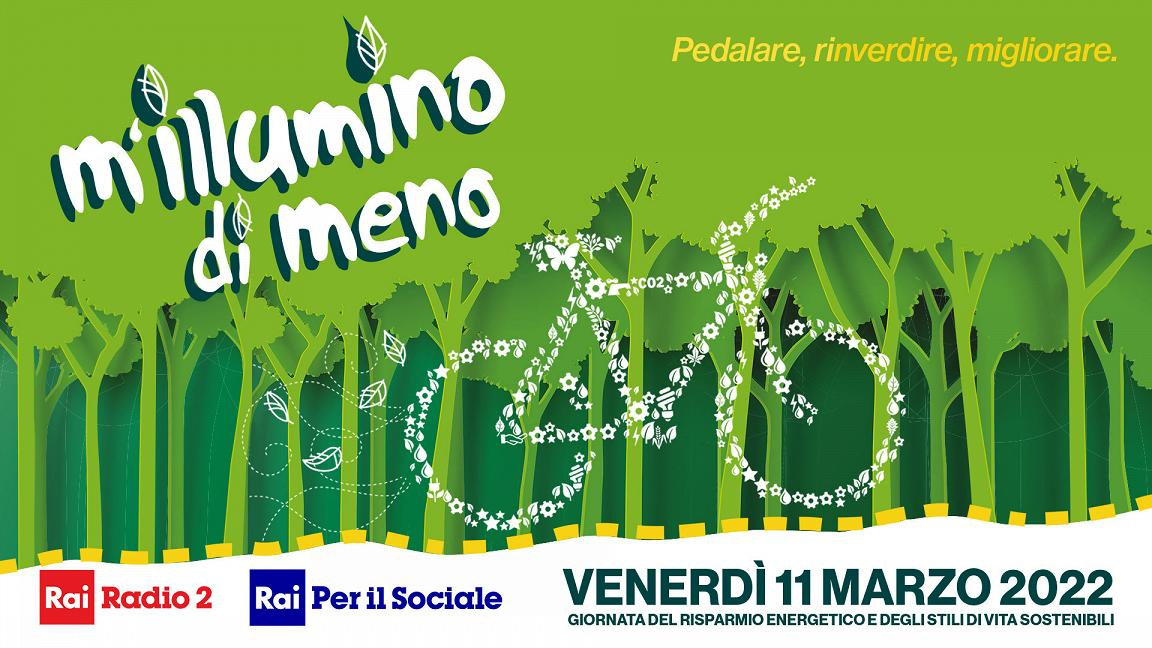 Pedalare, rinverdire, migliorare.
m'illumino
di meno
CO2
Rai Radio 2
Rai Per il Sociale
VENERDÌ 11 MARZO 2022
GIORNATA DEL RISPARMIO ENERGETICO E DEGLI STILI DI VITA SOSTENIBILI